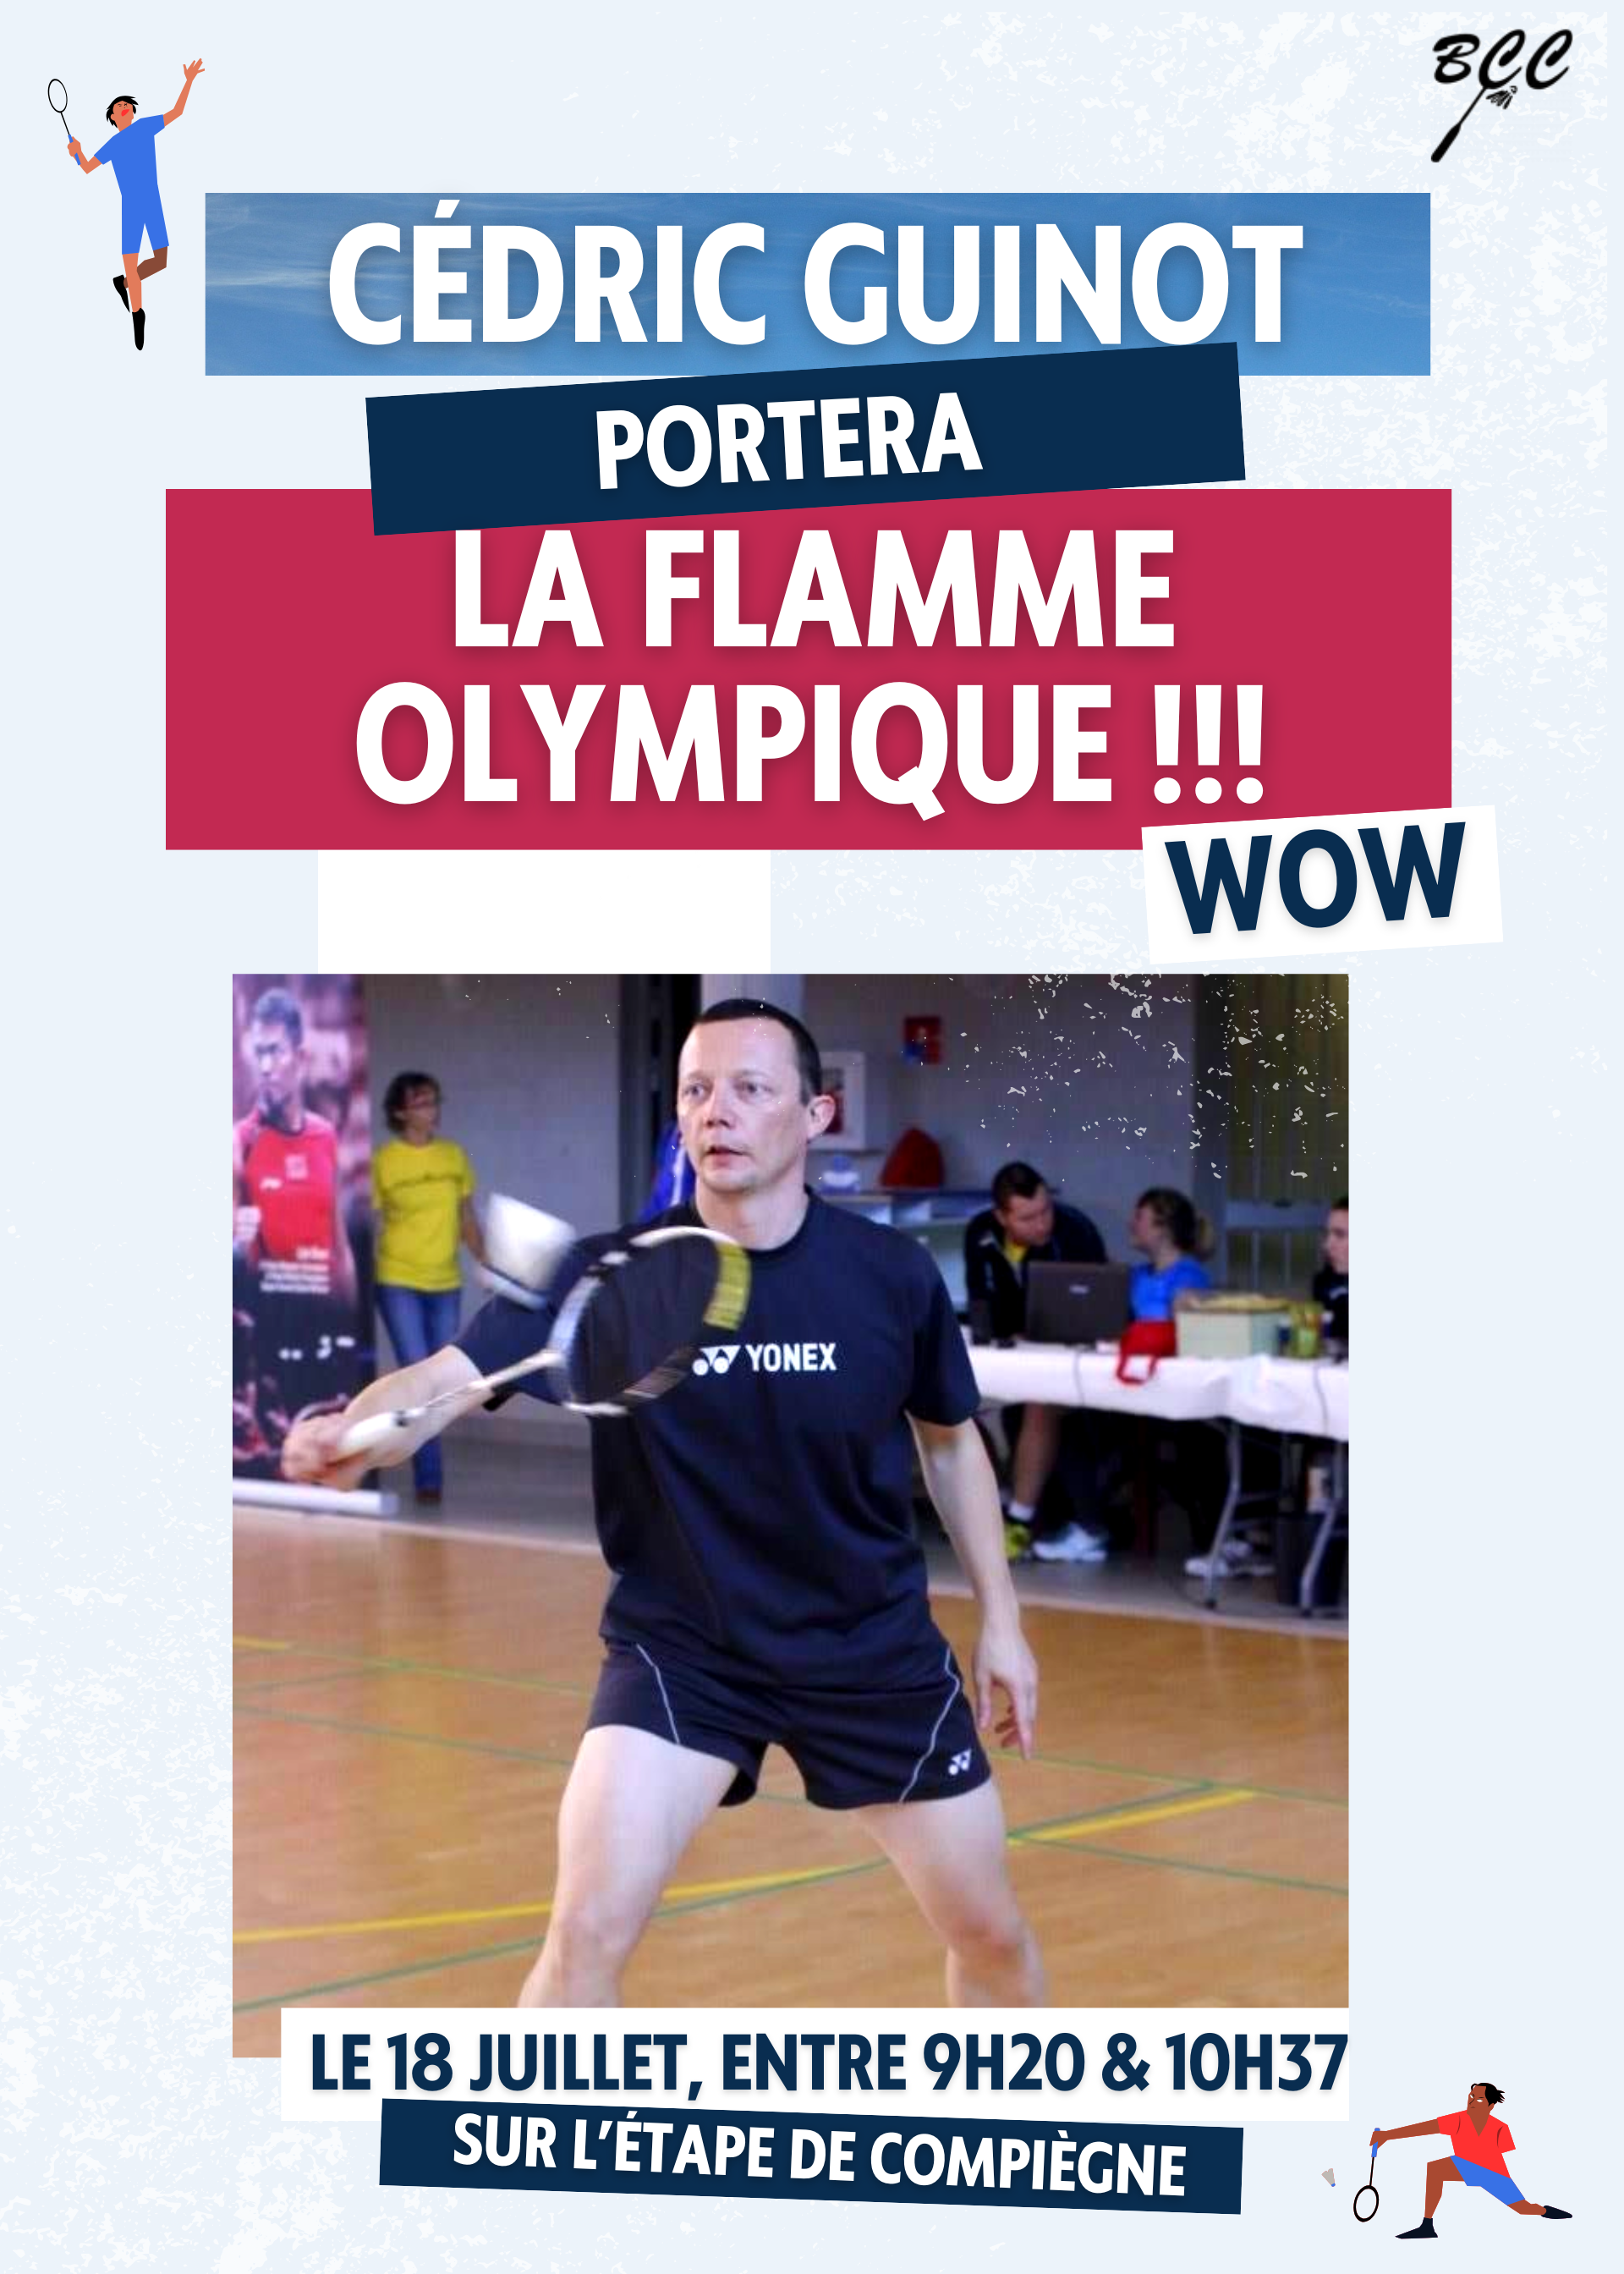 BCC
CÉDRIC GUINOT
PORTERA
LA FLAMME
OLYMPIQUE !!!
WOW
YONEX
LE 18 JUILLET, ENTRE 9H20 & 10H37
SUR L'ÉTAPE DE COMPIÈGNE